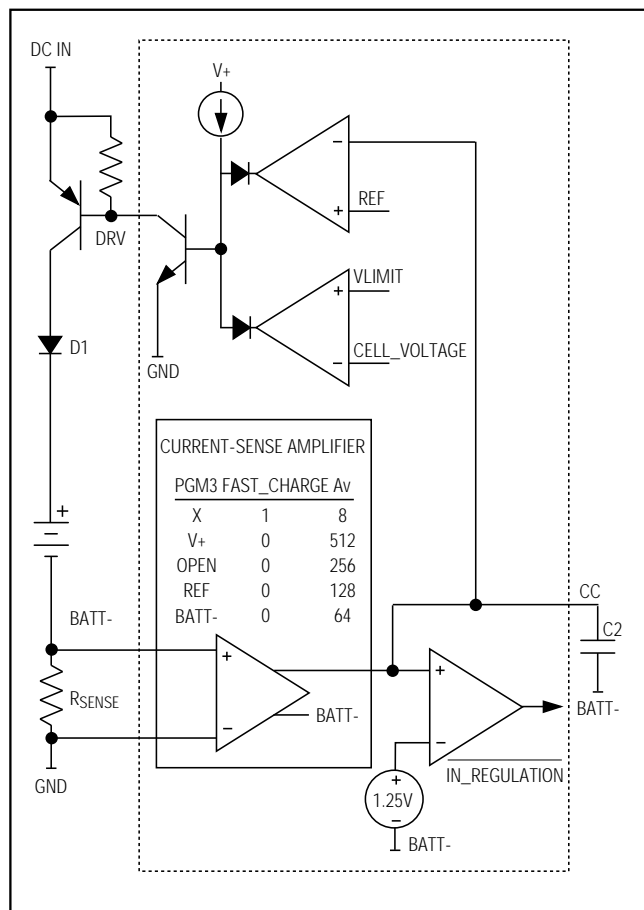 DC IN
V+
REF
DRV
VLIMIT
CELL_VOLTAGE
D1
GND
CURRENT-SENSE AMPLIFIER
PGM3 FAST_CHARGE Av
X 1 8
V+ 0 512
OPEN 0 256
REF 0 128
BATT- 0 64
+
-
+
-
+
BATT-
CC
C2
+
-
BATT-
+
-
BATT-
RSENSE
IN_REGULATION
+
1.25V
-
GND
BATT-